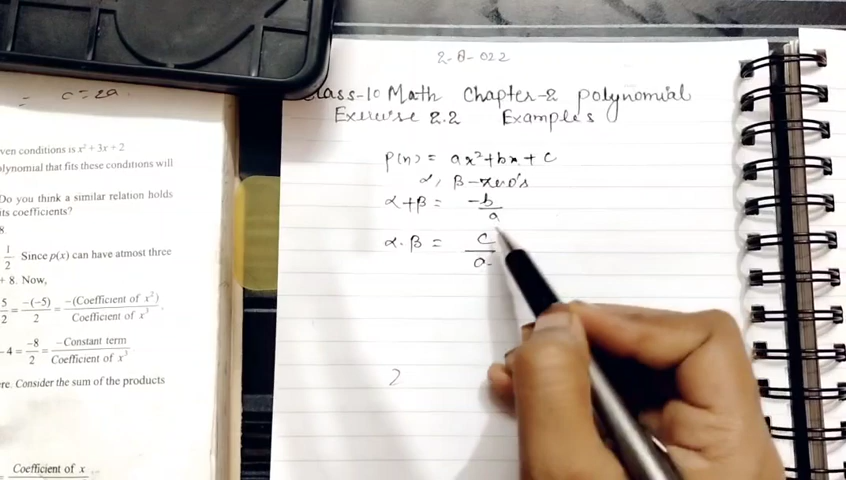 2-8-022
Class-10 Math Chapter-2 Polynomial
Exercise 2.2 Examples
p(x) = ax² + bx + c
α, β - zero's
α + β = -b/a
α . β = c/a
= c = 2a
ven conditions is x² + 3x + 2
olynomial that fits these conditions will
Do you think a similar relation holds
its coefficients?
8.
1/2. Since p(x) can have atmost three
+ 8. Now,
5/2 = -(-5)/2 = -(Coefficient of x²)/Coefficient of x³.
-4 = -8/2 = -Constant term/Coefficient of x³
ere. Consider the sum of the products
Coefficient of x